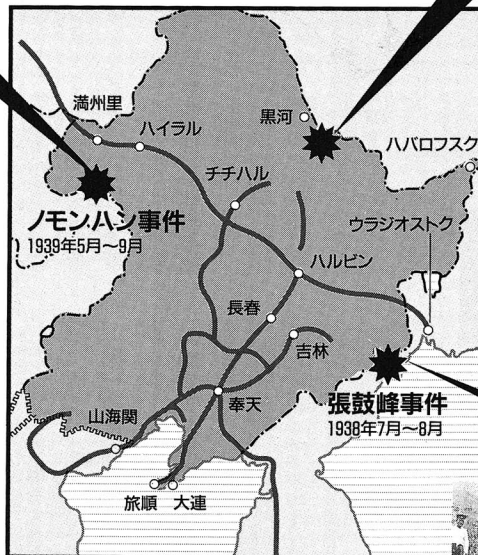 満州里
ハイラル
チチハル
黒河
ハバロフスク
ノモンハン事件
1939年5月〜9月
ウラジオストク
ハルビン
長春
吉林
張鼓峰事件
1938年7月〜8月
奉天
山海関
旅順
大連